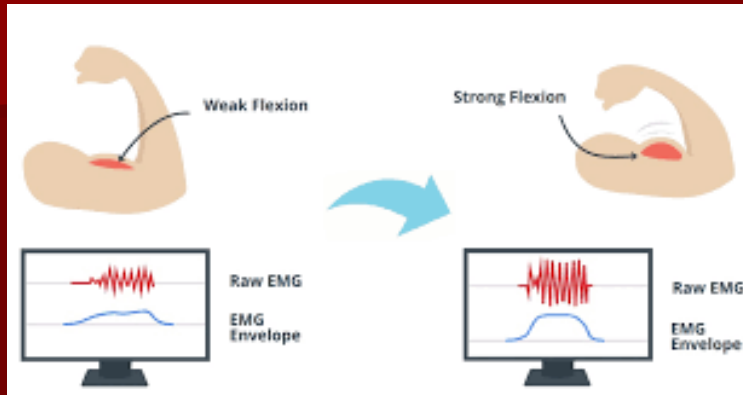 Weak Flexion
Strong Flexion
Raw EMG
EMG
Envelope
Raw EMG
EMG
Envelope